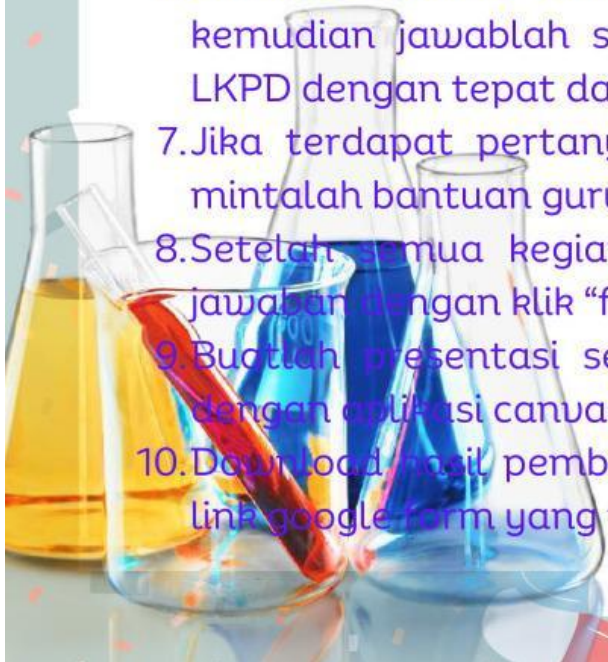 kemudian jawablah s
LKPD dengan tepat da
7.Jika terdapat pertany
mintalah bantuan guru
8.Setelah semua kegia
jawaban dengan klik “f
9.Buatlah presentasi se
dengan aplikasi canva
10.Download hasil pemb
link google form yang